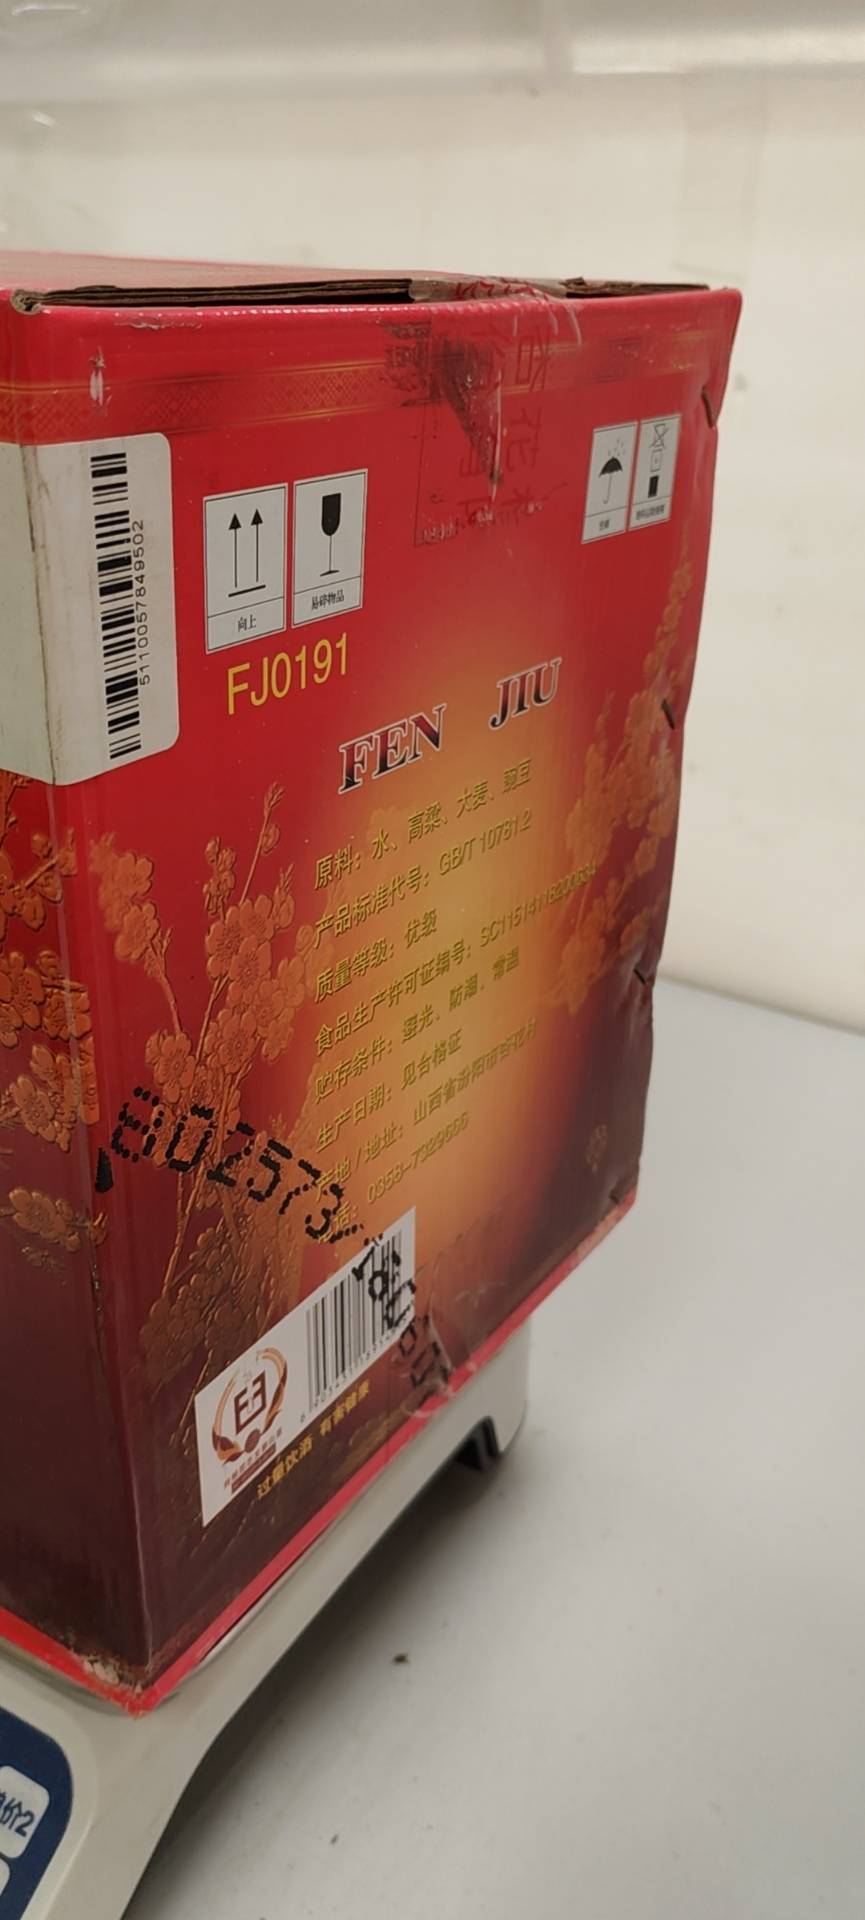 5110057849502
向上
易碎物品
FJ0191
FEN JIU
原料：水、高粱、大麦、豌豆
产品标准代号：GB/T 10781.2
质量等级：优级
食品生产许可证编号：
贮存条件：避光、防潮、常温
生产日期：见合格证
产地/地址：山西省汾阳市杏花村
0358-7329666
802573
过量饮酒 有害健康